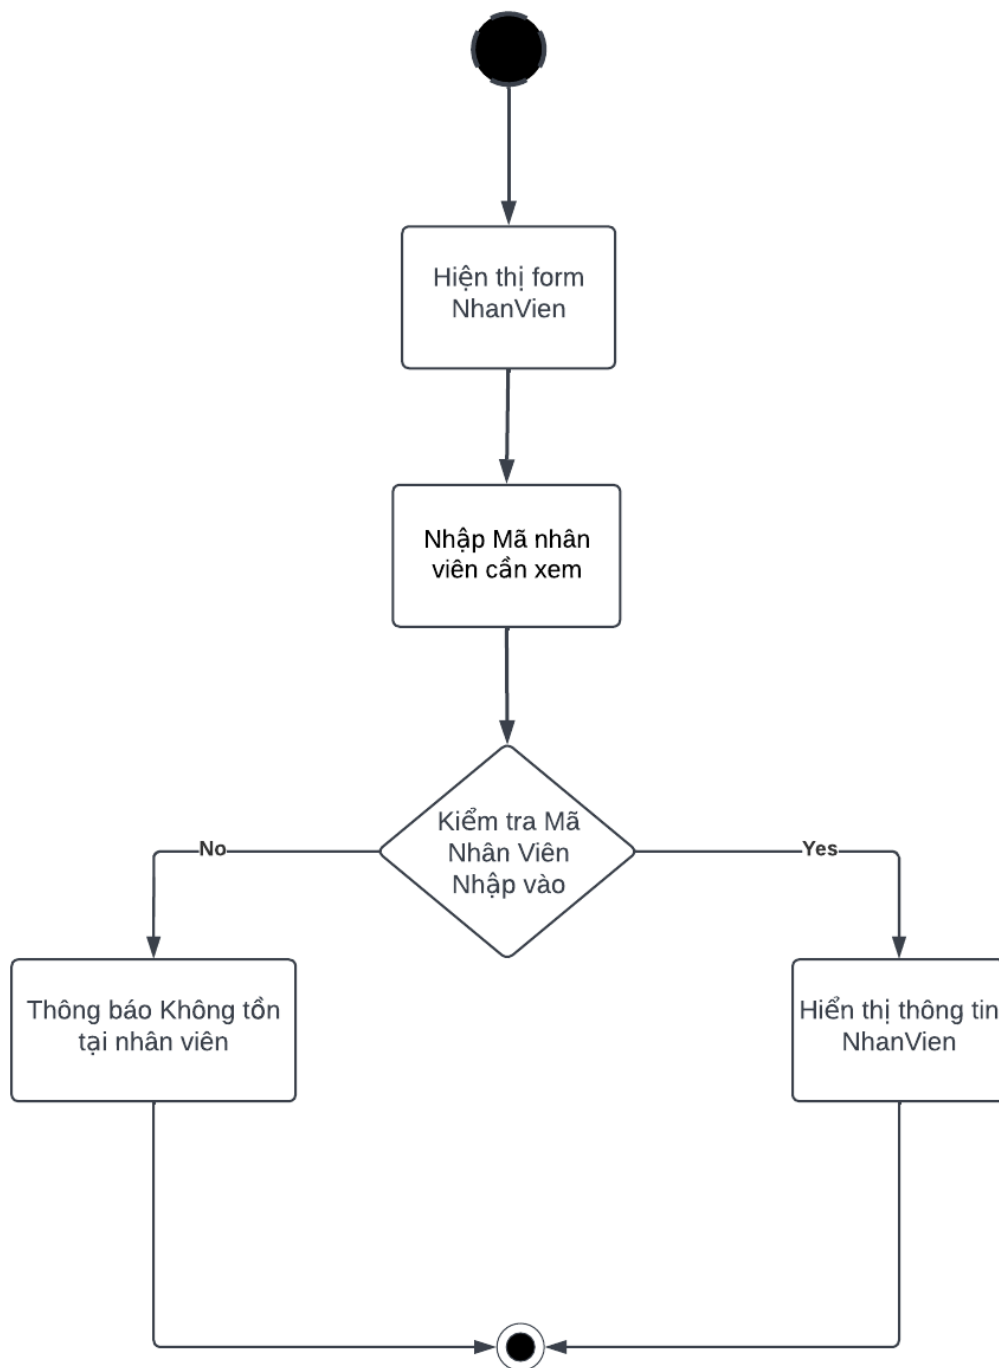 Hiện thị form
NhanVien
Nhập Mã nhân
viên cần xem
Kiểm tra Mã
Nhân Viên
Nhập vào
No
Yes
Thông báo Không tồn
tại nhân viên
Hiển thị thông tin
NhanVien